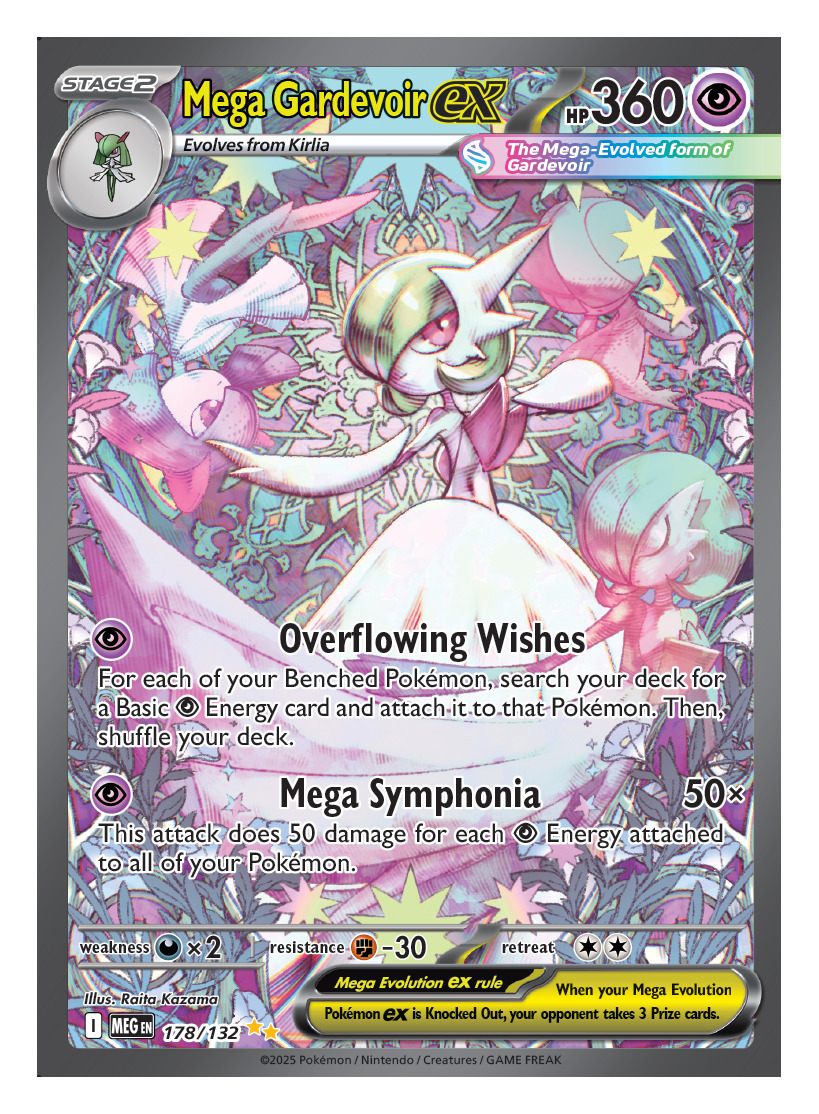 STAGE2
Mega Gardevoir ex
HP 360
Evolves from Kirlia
The Mega-Evolved form of
Gardevoir
Overflowing Wishes
For each of your Benched Pokémon, search your deck for
a Basic Energy card and attach it to that Pokémon. Then,
shuffle your deck.
Mega Symphonia 50×
This attack does 50 damage for each Energy attached
to all of your Pokémon.
weakness ×2 resistance -30 retreat
Mega Evolution ex rule
When your Mega Evolution
Pokémon ex is Knocked Out, your opponent takes 3 Prize cards.
Illus. Raita Kazama
I MEG EN 178/132
©2025 Pokémon / Nintendo / Creatures / GAME FREAK